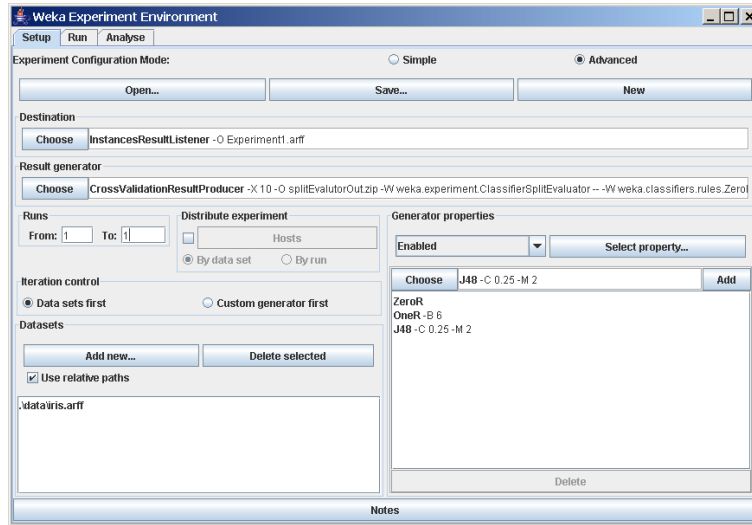 Weka Experiment Environment
Setup Run Analyse
Experiment Configuration Mode: Simple Advanced
Open... Save... New
Destination
Choose InstancesResultListener -O Experiment1.arff
Result generator
Choose CrossValidationResultProducer -X 10 -O splitEvalutorOut.zip -W weka.experiment.ClassifierSplitEvaluator -- -W weka.classifiers.rules.ZeroR
Runs
From: 1 To: 1
Distribute experiment
Hosts
By data set By run
Generator properties
Enabled Select property...
Iteration control
Data sets first Custom generator first
Choose J48 -C 0.25 -M 2 Add
ZeroR
OneR -B 6
J48 -C 0.25 -M 2
Datasets
Add new... Delete selected
Use relative paths
.\data\iris.arff
Delete
Notes